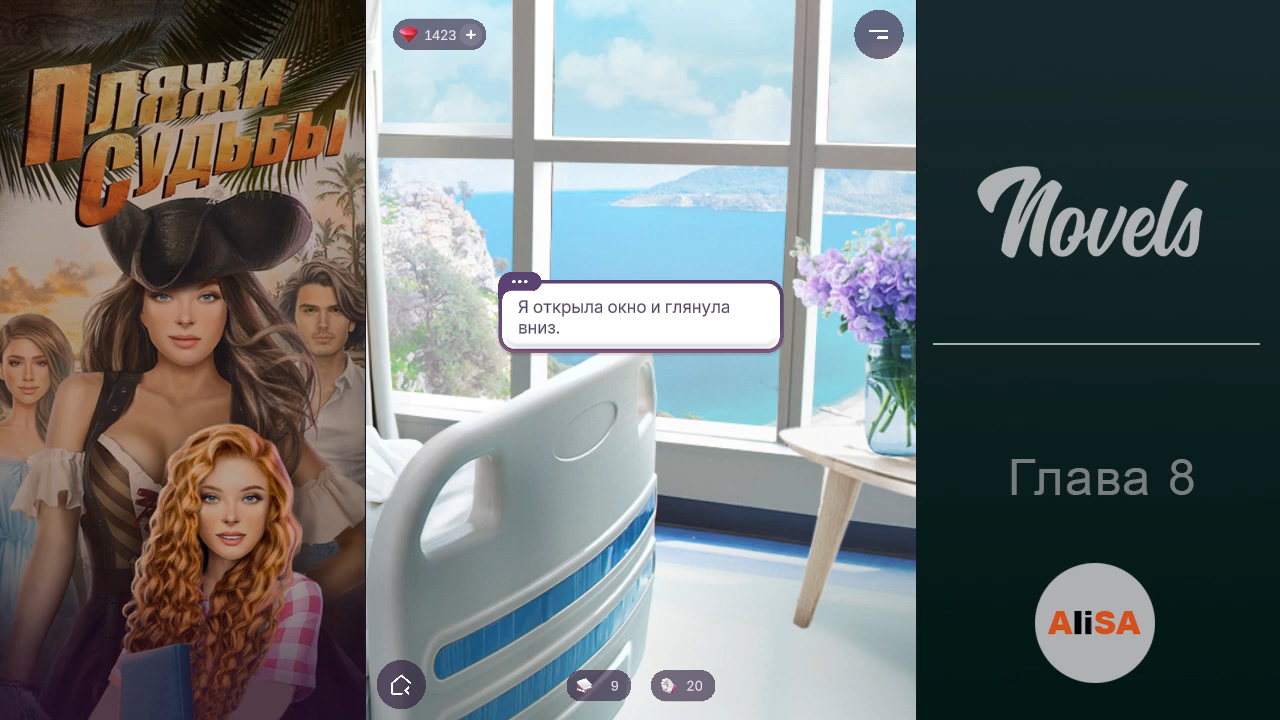 Пляжи
Судьбы
1423 +
Я открыла окно и глянула
вниз.
9
20
Novels
Глава 8
AliSA